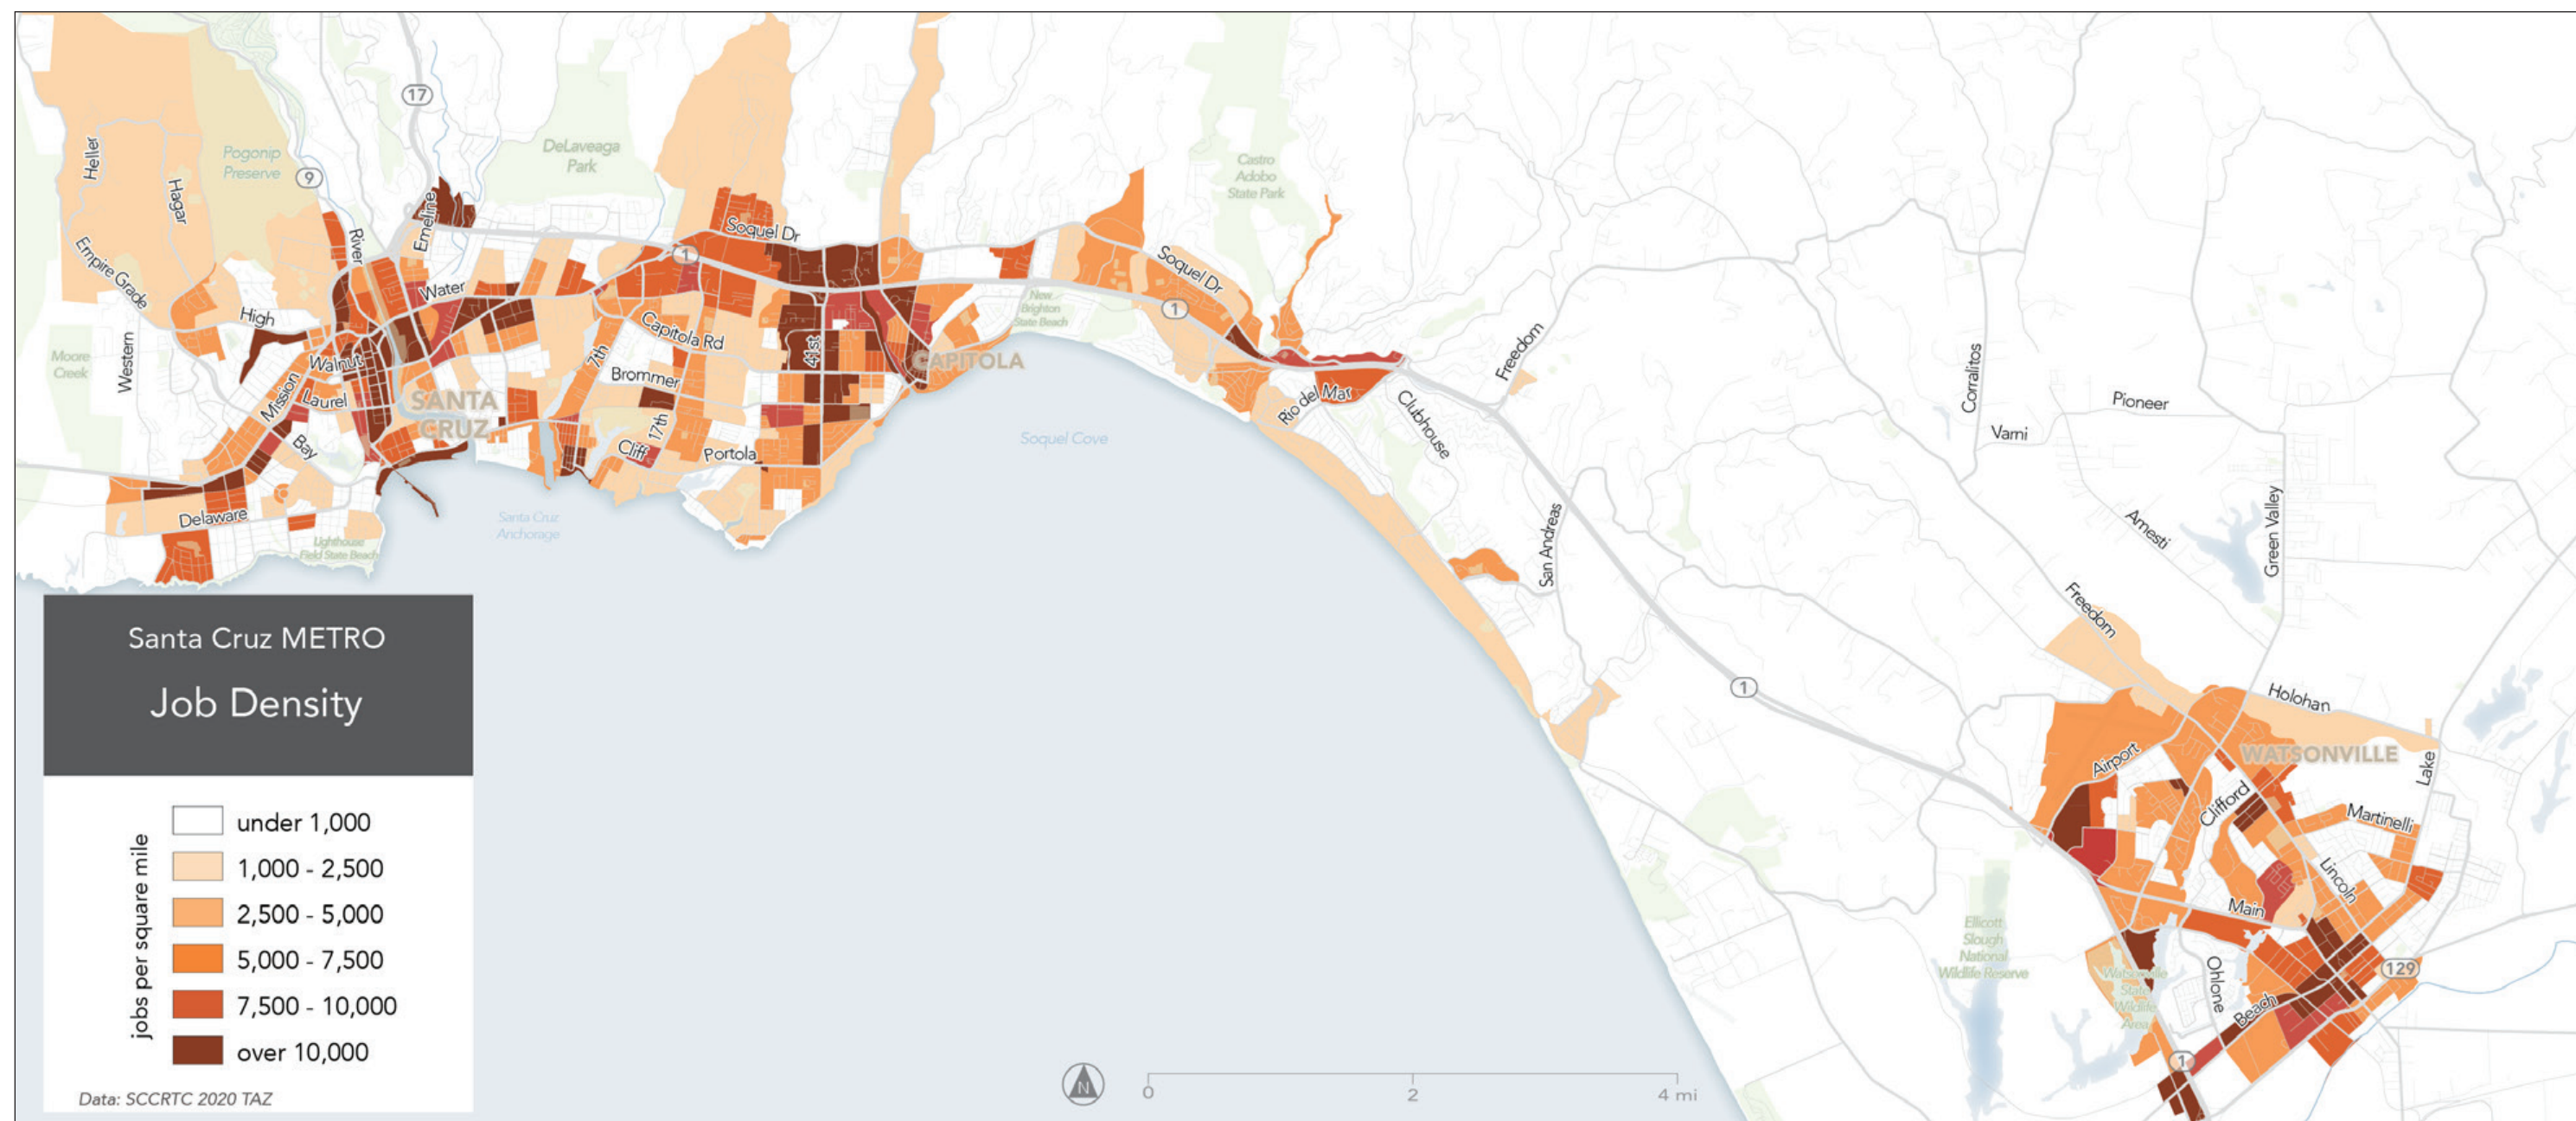 17
Heller
Hagar
Pogonip
Preserve
9
DeLaveaga
Park
Castro
Adobo
State Park
Emeline
River
Empire Grade
Soquel Dr
1
Soquel Dr
1
Water
High
New
Brighton
State Beach
Capitola Rd
Moore
Creek
Western
Walnut
7th
41st
CAPITOLA
Freedom
Brommer
Mission
Laurel
SANTA
CRUZ
Rio del Mar
Clubhouse
Corralitos
Pioneer
Varni
Bay
17th
Cliff
Portola
Soquel Cove
Delaware
Santa Cruz
Anchorage
Lighthouse
Field State Beach
San Andreas
Green Valley
Amesti
Freedom
1
Holohan
WATSONVILLE
Airport
Lake
Clifford
Martinelli
Lincoln
Main
Ellicott
Slough
National
Wildlife Reserve
Watsonville
State
Wildlife
Area
Ohlone
Beach
129
1
Santa Cruz METRO
Job Density
jobs per square mile
under 1,000
1,000 - 2,500
2,500 - 5,000
5,000 - 7,500
7,500 - 10,000
over 10,000
Data: SCCRTC 2020 TAZ
N
0
2
4 mi